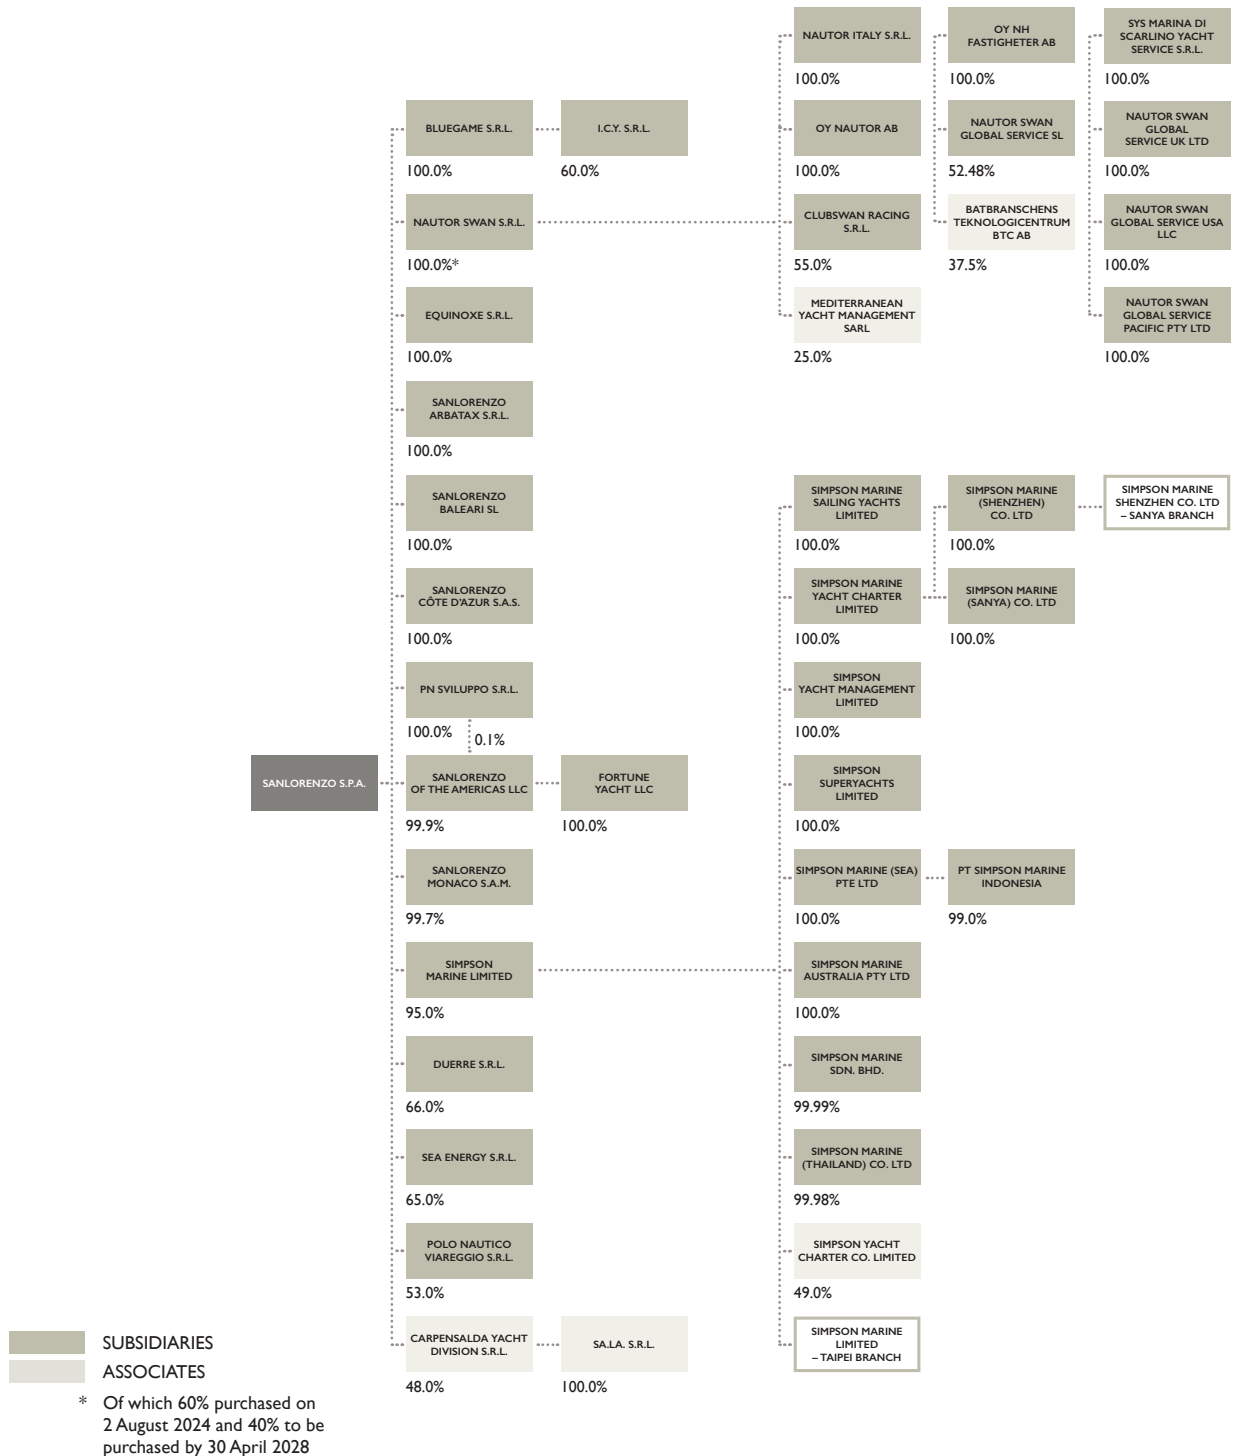 SANLORENZO S.P.A.
BLUEGAME S.R.L.
100.0%
I.C.Y. S.R.L.
60.0%
NAUTOR SWAN S.R.L.
100.0%*
EQUINOXE S.R.L.
100.0%
SANLORENZO
ARBATAX S.R.L.
100.0%
SANLORENZO
BALEARI SL
100.0%
SANLORENZO
CÔTE D'AZUR S.A.S.
100.0%
PN SVILUPPO S.R.L.
100.0%
0.1%
SANLORENZO
OF THE AMERICAS LLC
99.9%
FORTUNE
YACHT LLC
100.0%
SANLORENZO
MONACO S.A.M.
99.7%
SIMPSON
MARINE LIMITED
95.0%
DUERRE S.R.L.
66.0%
SEA ENERGY S.R.L.
65.0%
POLO NAUTICO
VIAREGGIO S.R.L.
53.0%
CARPENSALDA YACHT
DIVISION S.R.L.
48.0%
SA.LA. S.R.L.
100.0%
NAUTOR ITALY S.R.L.
100.0%
OY NAUTOR AB
100.0%
CLUBSWAN RACING
S.R.L.
55.0%
MEDITERRANEAN
YACHT MANAGEMENT
SARL
25.0%
OY NH
FASTIGHETER AB
100.0%
NAUTOR SWAN
GLOBAL SERVICE SL
52.48%
BATBRANSCHENS
TEKNOLOGICENTRUM
BTC AB
37.5%
SYS MARINA DI
SCARLINO YACHT
SERVICE S.R.L.
100.0%
NAUTOR SWAN
GLOBAL
SERVICE UK LTD
100.0%
NAUTOR SWAN
GLOBAL SERVICE USA
LLC
100.0%
NAUTOR SWAN
GLOBAL SERVICE
PACIFIC PTY LTD
100.0%
SIMPSON MARINE
SAILING YACHTS
LIMITED
100.0%
SIMPSON MARINE
YACHT CHARTER
LIMITED
100.0%
SIMPSON MARINE
(SHENZHEN)
CO. LTD
100.0%
SIMPSON MARINE
SHENZHEN CO. LTD
– SANYA BRANCH
SIMPSON MARINE
(SANYA) CO. LTD
100.0%
SIMPSON
YACHT MANAGEMENT
LIMITED
100.0%
SIMPSON
SUPERYACHTS
LIMITED
100.0%
SIMPSON MARINE (SEA)
PTE LTD
100.0%
PT SIMPSON MARINE
INDONESIA
99.0%
SIMPSON MARINE
AUSTRALIA PTY LTD
100.0%
SIMPSON MARINE
SDN. BHD.
99.99%
SIMPSON MARINE
(THAILAND) CO. LTD
99.98%
SIMPSON YACHT
CHARTER CO. LIMITED
49.0%
SIMPSON MARINE
LIMITED
– TAIPEI BRANCH
SUBSIDIARIES
ASSOCIATES
* Of which 60% purchased on
2 August 2024 and 40% to be
purchased by 30 April 2028